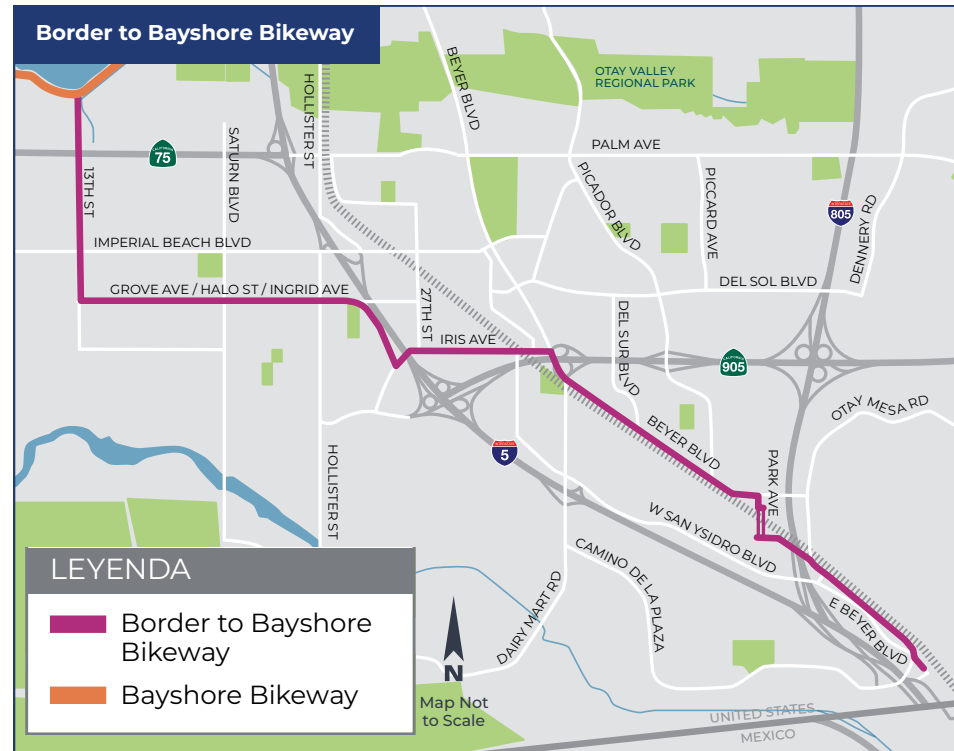 Border to Bayshore Bikeway
BEYER BLVD
OTAY VALLEY
REGIONAL PARK
HOLLISTER ST
PALM AVE
CALIFORNIA
75
SATURN BLVD
13TH ST
PICADOR BLVD
PICCARD AVE
INTERSTATE
805
DENNERY RD
IMPERIAL BEACH BLVD
GROVE AVE / HALO ST / INGRID AVE
27TH ST
DEL SOL BLVD
IRIS AVE
DEL SUR BLVD
CALIFORNIA
905
OTAY MESA RD
BEYER BLVD
PARK AVE
HOLLISTER ST
INTERSTATE
5
W SAN YSIDRO BLVD
CAMINO DE LA PLAZA
DAIRY MART RD
E BEYER BLVD
LEYENDA
Border to Bayshore
Bikeway
Bayshore Bikeway
N
Map Not
to Scale
UNITED STATES
MEXICO